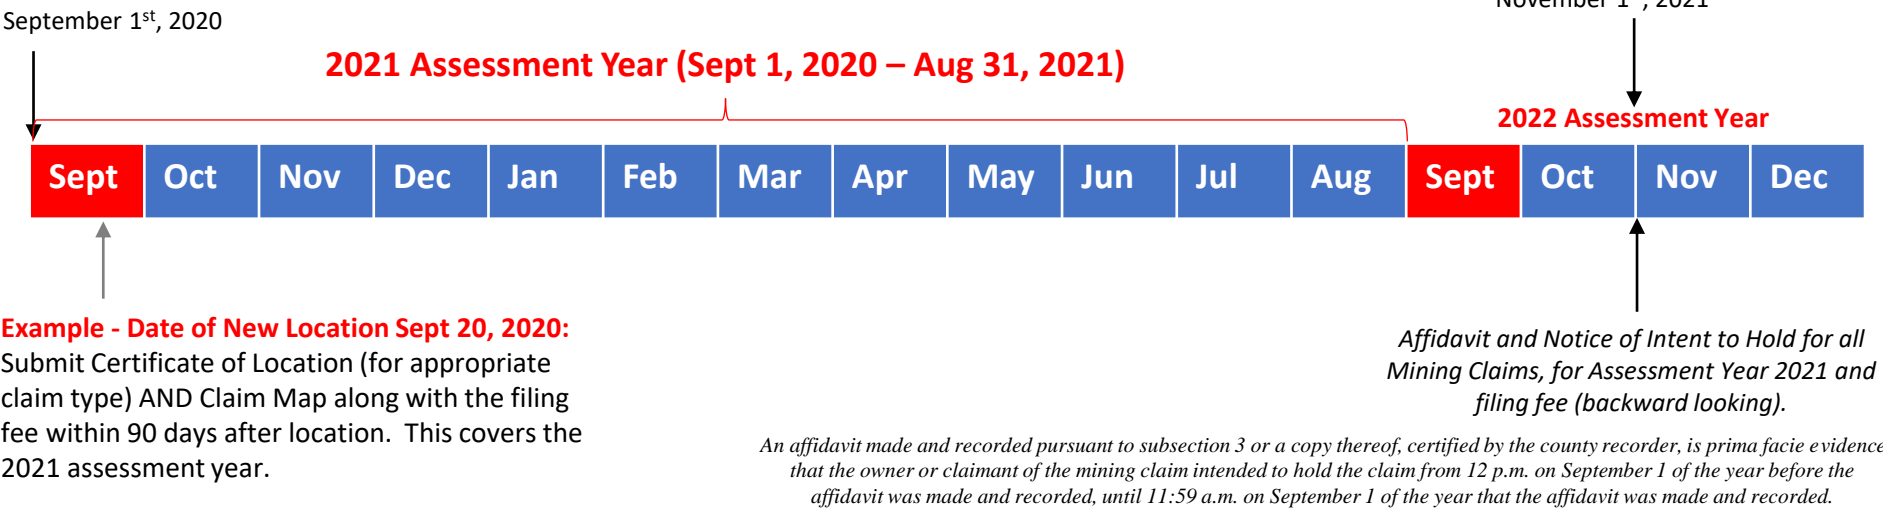 November 1st, 2021
September 1st, 2020
2021 Assessment Year (Sept 1, 2020 – Aug 31, 2021)
2022 Assessment Year
Sept Oct Nov Dec Jan Feb Mar Apr May Jun Jul Aug Sept Oct Nov Dec
Example - Date of New Location Sept 20, 2020:
Submit Certificate of Location (for appropriate
claim type) AND Claim Map along with the filing
fee within 90 days after location.  This covers the
2021 assessment year.
Affidavit and Notice of Intent to Hold for all
Mining Claims, for Assessment Year 2021 and
filing fee (backward looking).
An affidavit made and recorded pursuant to subsection 3 or a copy thereof, certified by the county recorder, is prima facie evidence
that the owner or claimant of the mining claim intended to hold the claim from 12 p.m. on September 1 of the year before the
affidavit was made and recorded, until 11:59 a.m. on September 1 of the year that the affidavit was made and recorded.